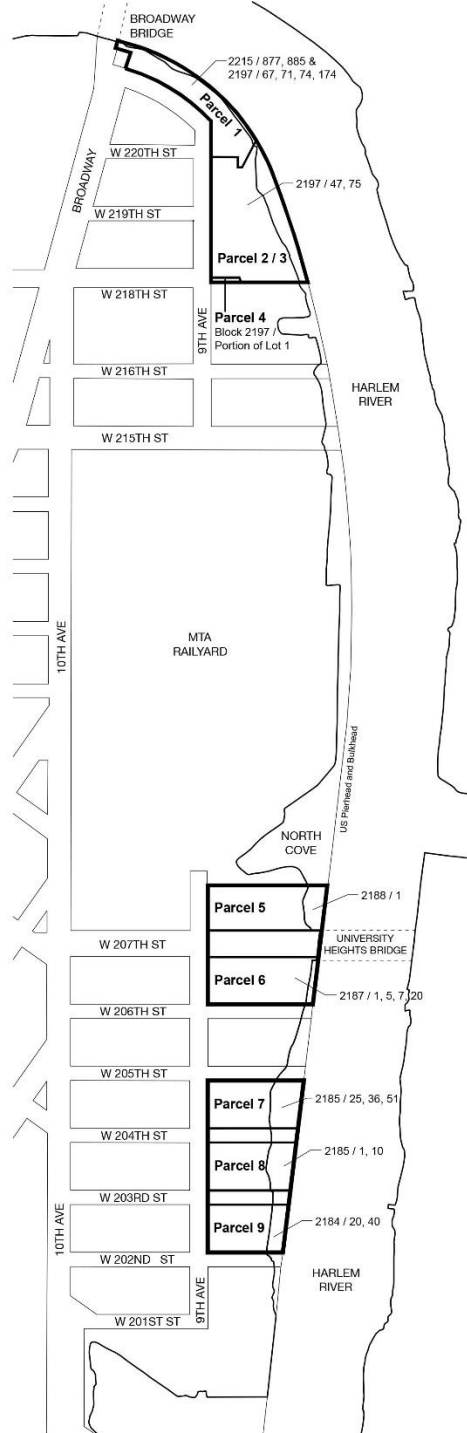 BROADWAY
BRIDGE
2215 / 877, 885 &
2197 / 67, 71, 74, 174
Parcel 1
W 220TH ST
BROADWAY
2197 / 47, 75
W 219TH ST
Parcel 2 / 3
W 218TH ST
9TH AVE
Parcel 4
Block 2197 /
Portion of Lot 1
W 216TH ST
HARLEM
RIVER
W 215TH ST
10TH AVE
MTA
RAILYARD
US Pierhead and Bulkhead
NORTH
COVE
Parcel 5
2188 / 1
W 207TH ST
UNIVERSITY
HEIGHTS BRIDGE
Parcel 6
2187 / 1, 5, 7, 20
W 206TH ST
W 205TH ST
Parcel 7
2185 / 25, 36, 51
W 204TH ST
Parcel 8
2185 / 1, 10
W 203RD ST
10TH AVE
Parcel 9
2184 / 20, 40
W 202ND ST
9TH AVE
HARLEM
RIVER
W 201ST ST